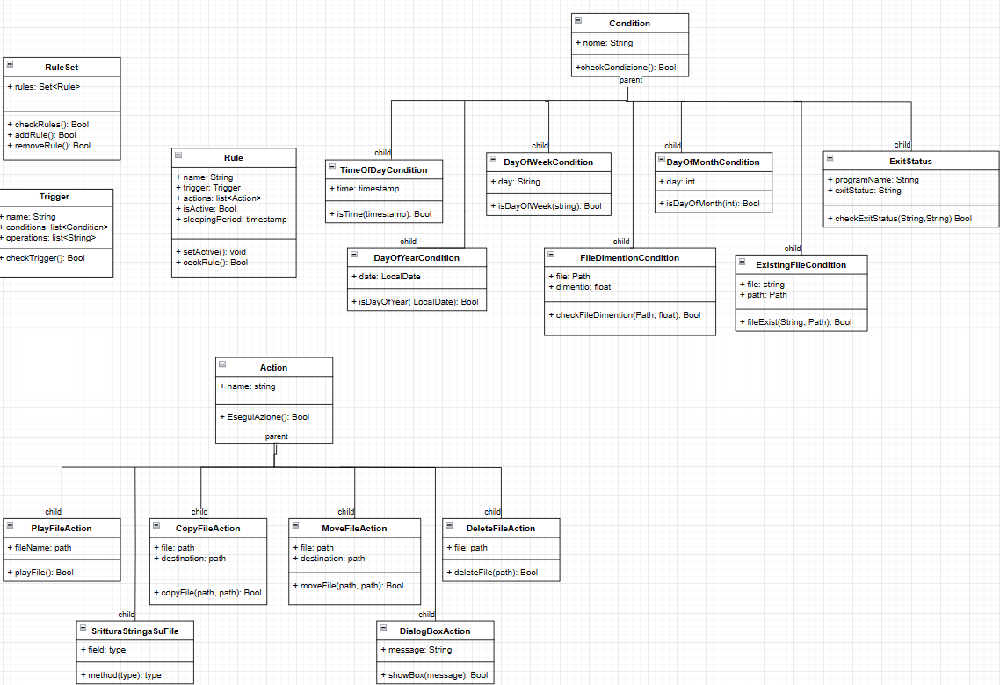 Condition
+ nome: String
+checkCondizione(): Bool
parent
RuleSet
+ rules: Set<Rule>
+ checkRules(): Bool
+ addRule(): Bool
+ removeRule(): Bool
Rule
+ name: String
+ trigger: Trigger
+ actions: list<Action>
+ isActive: Bool
+ sleepingPeriod: timestamp
+ setActive(): void
+ ceckRule(): Bool
Trigger
+ name: String
+ conditions: list<Condition>
+ operations: list<String>
+ checkTrigger(): Bool
child
TimeOfDayCondition
+ time: timestamp
+ isTime(timestamp): Bool
child
DayOfWeekCondition
+ day: String
+ isDayOfWeek(string): Bool
child
DayOfMonthCondition
+ day: int
+ isDayOfMonth(int): Bool
child
ExitStatus
+ programName: String
+ exitStatus: String
+ checkExitStatus(String,String) Bool
child
DayOfYearCondition
+ date: LocalDate
+ isDayOfYear( LocalDate): Bool
child
FileDimentionCondition
+ file: Path
+ dimentio: float
+ checkFileDimention(Path, float): Bool
child
ExistingFileCondition
+ file: string
+ path: Path
+ fileExist(String, Path): Bool
Action
+ name: string
+ EseguiAzione(): Bool
parent
child
PlayFileAction
+ fileName: path
+ playFile(): Bool
child
CopyFileAction
+ file: path
+ destination: path
+ copyFile(path, path): Bool
child
MoveFileAction
+ file: path
+ destination: path
+ moveFile(path, path): Bool
child
DeleteFileAction
+ file: path
+ deleteFile(path): Bool
child
SritturaStringaSuFile
+ field: type
+ method(type): type
child
DialogBoxAction
+ message: String
+ showBox(message): Bool